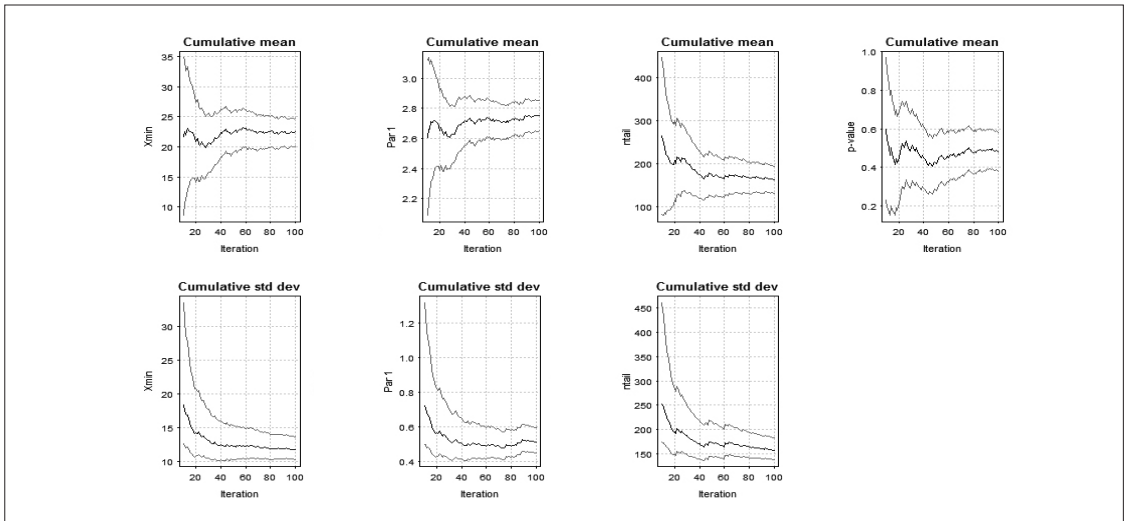 Cumulative mean
Xmin
35
30
25
20
15
10
20 40 60 80 100
Iteration
Cumulative mean
Par 1
3.0
2.8
2.6
2.4
2.2
20 40 60 80 100
Iteration
Cumulative mean
ntail
400
300
200
100
20 40 60 80 100
Iteration
Cumulative mean
p-value
1.0
0.8
0.6
0.4
0.2
20 40 60 80 100
Iteration
Cumulative std dev
Xmin
30
25
20
15
10
20 40 60 80 100
Iteration
Cumulative std dev
Par 1
1.2
1.0
0.8
0.6
0.4
20 40 60 80 100
Iteration
Cumulative std dev
ntail
450
400
350
300
250
200
150
20 40 60 80 100
Iteration